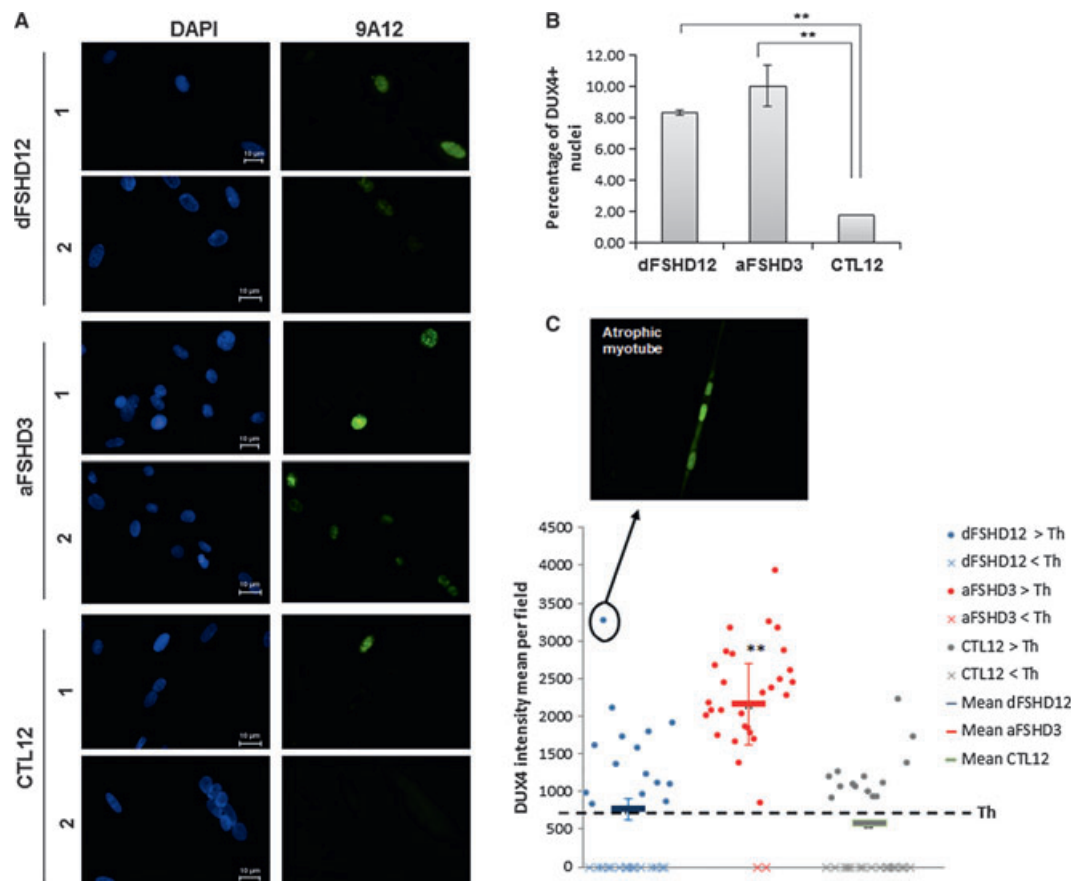 A
DAPI
9A12
dFSHD12
1
10 µm
2
10 µm
aFSHD3
1
10 µm
2
10 µm
CTL12
1
10 µm
2
10 µm
B
**
**
Percentage of DUX4+
nuclei
12.00
10.00
8.00
6.00
4.00
2.00
0.00
dFSHD12
aFSHD3
CTL12
C
Atrophic
myotube
DUX4 intensity mean per field
4500
4000
3500
3000
2500
2000
1500
1000
500
0
**
Th
dFSHD12 > Th
dFSHD12 < Th
aFSHD3 > Th
aFSHD3 < Th
CTL12 > Th
CTL12 < Th
Mean dFSHD12
Mean aFSHD3
Mean CTL12